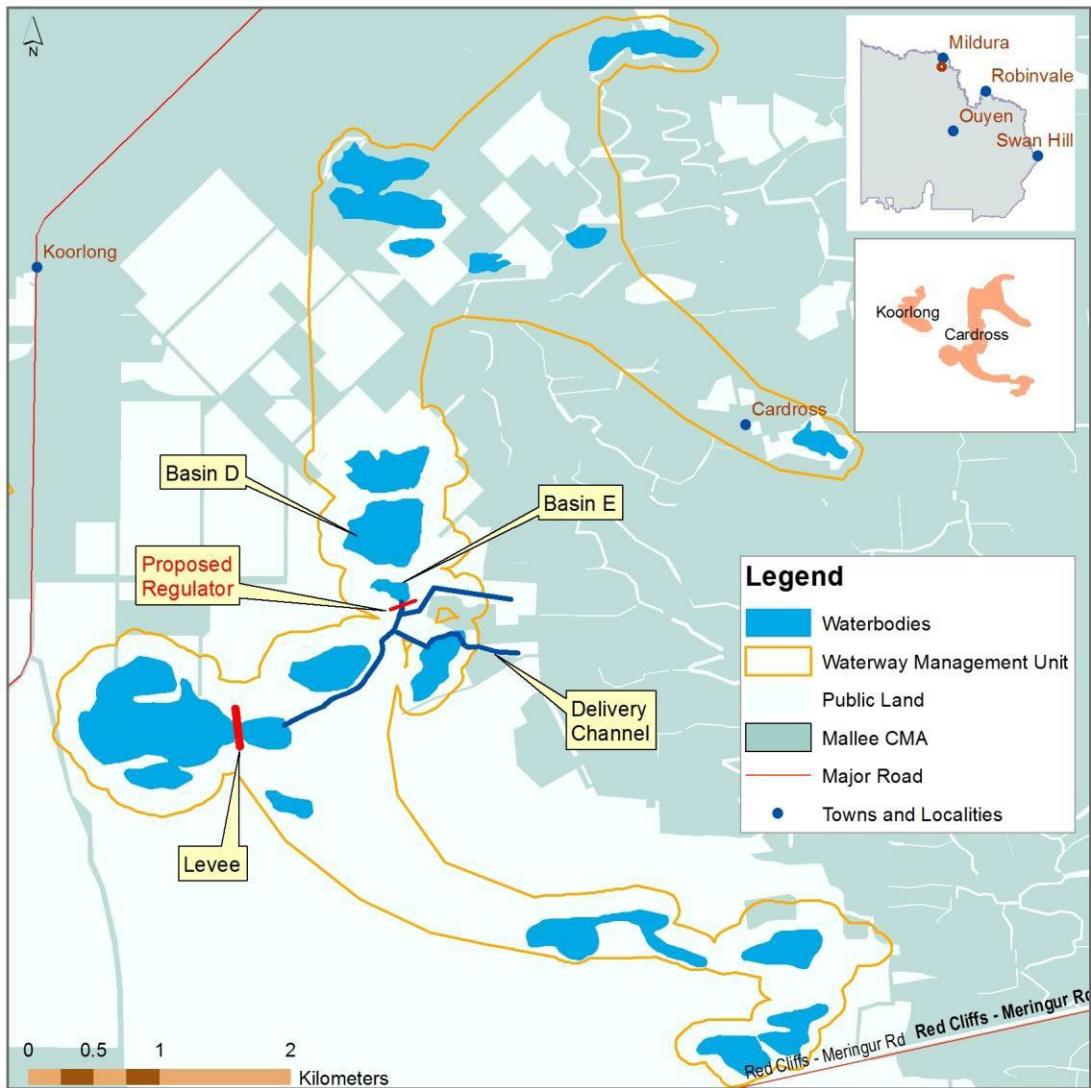 N
Mildura
Robinvale
Ouyen
Swan Hill
Koorlong
Koorlong
Cardross
Cardross
Basin D
Basin E
Proposed
Regulator
Delivery
Channel
Levee
Legend
Waterbodies
Waterway Management Unit
Public Land
Mallee CMA
Major Road
Towns and Localities
Red Cliffs - Meringur Rd
Red Cliffs - Meringur Rd
0 0.5 1 2
Kilometers